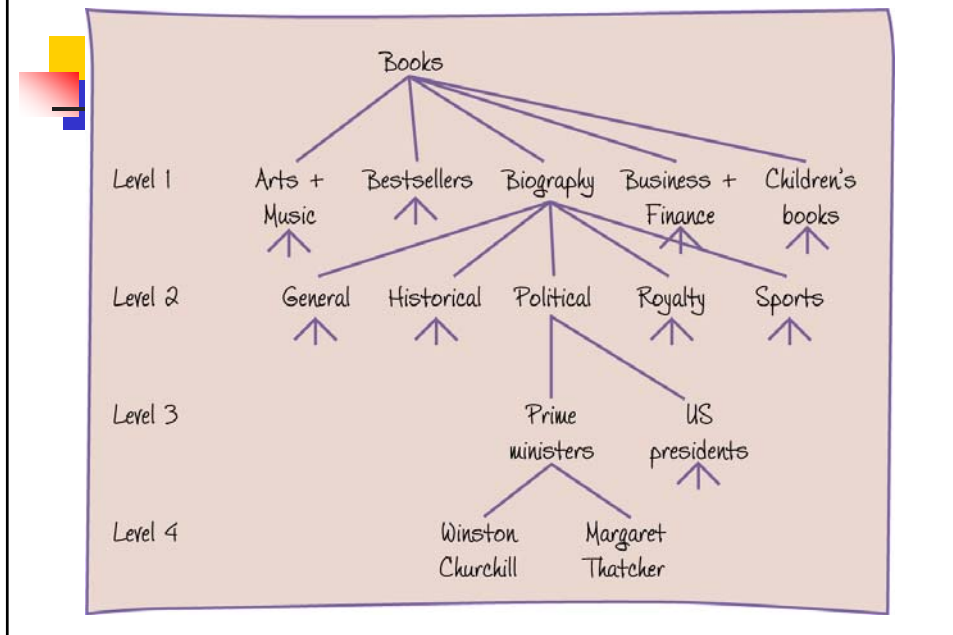 Books
Level 1 Arts + Bestsellers Biography Business + Children's
Music Finance books
Level 2 General Historical Political Royalty Sports
Level 3 Prime US
ministers presidents
Level 4 Winston Margaret
Churchill Thatcher